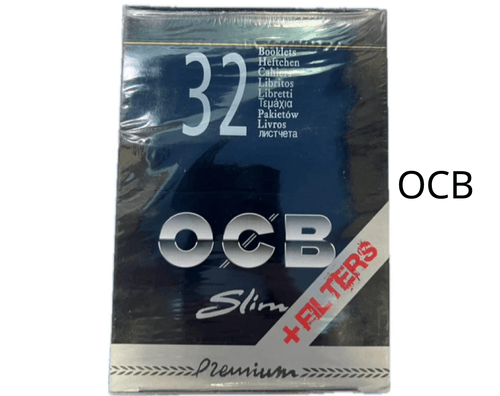 32
Booklets
Heftchen
Cahiers
Libritos
Libretti
Τεμάχια
Pakietów
Livros
листчета
OCB
OCB
Slim
+FILTERS
Premium